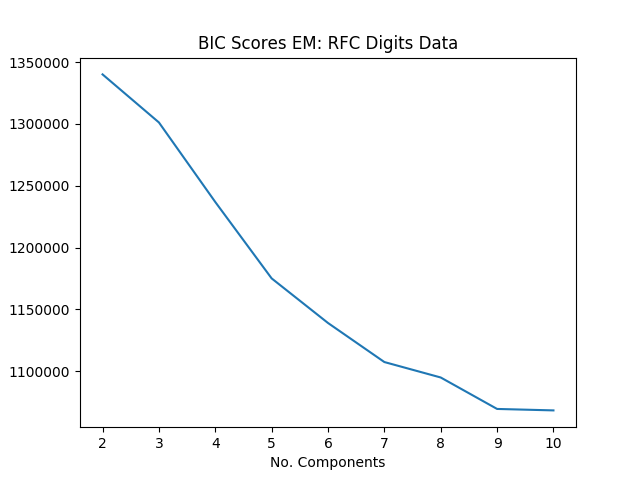 BIC Scores EM: RFC Digits Data
1350000
1300000
1250000
1200000
1150000
1100000
2 3 4 5 6 7 8 9 10
No. Components